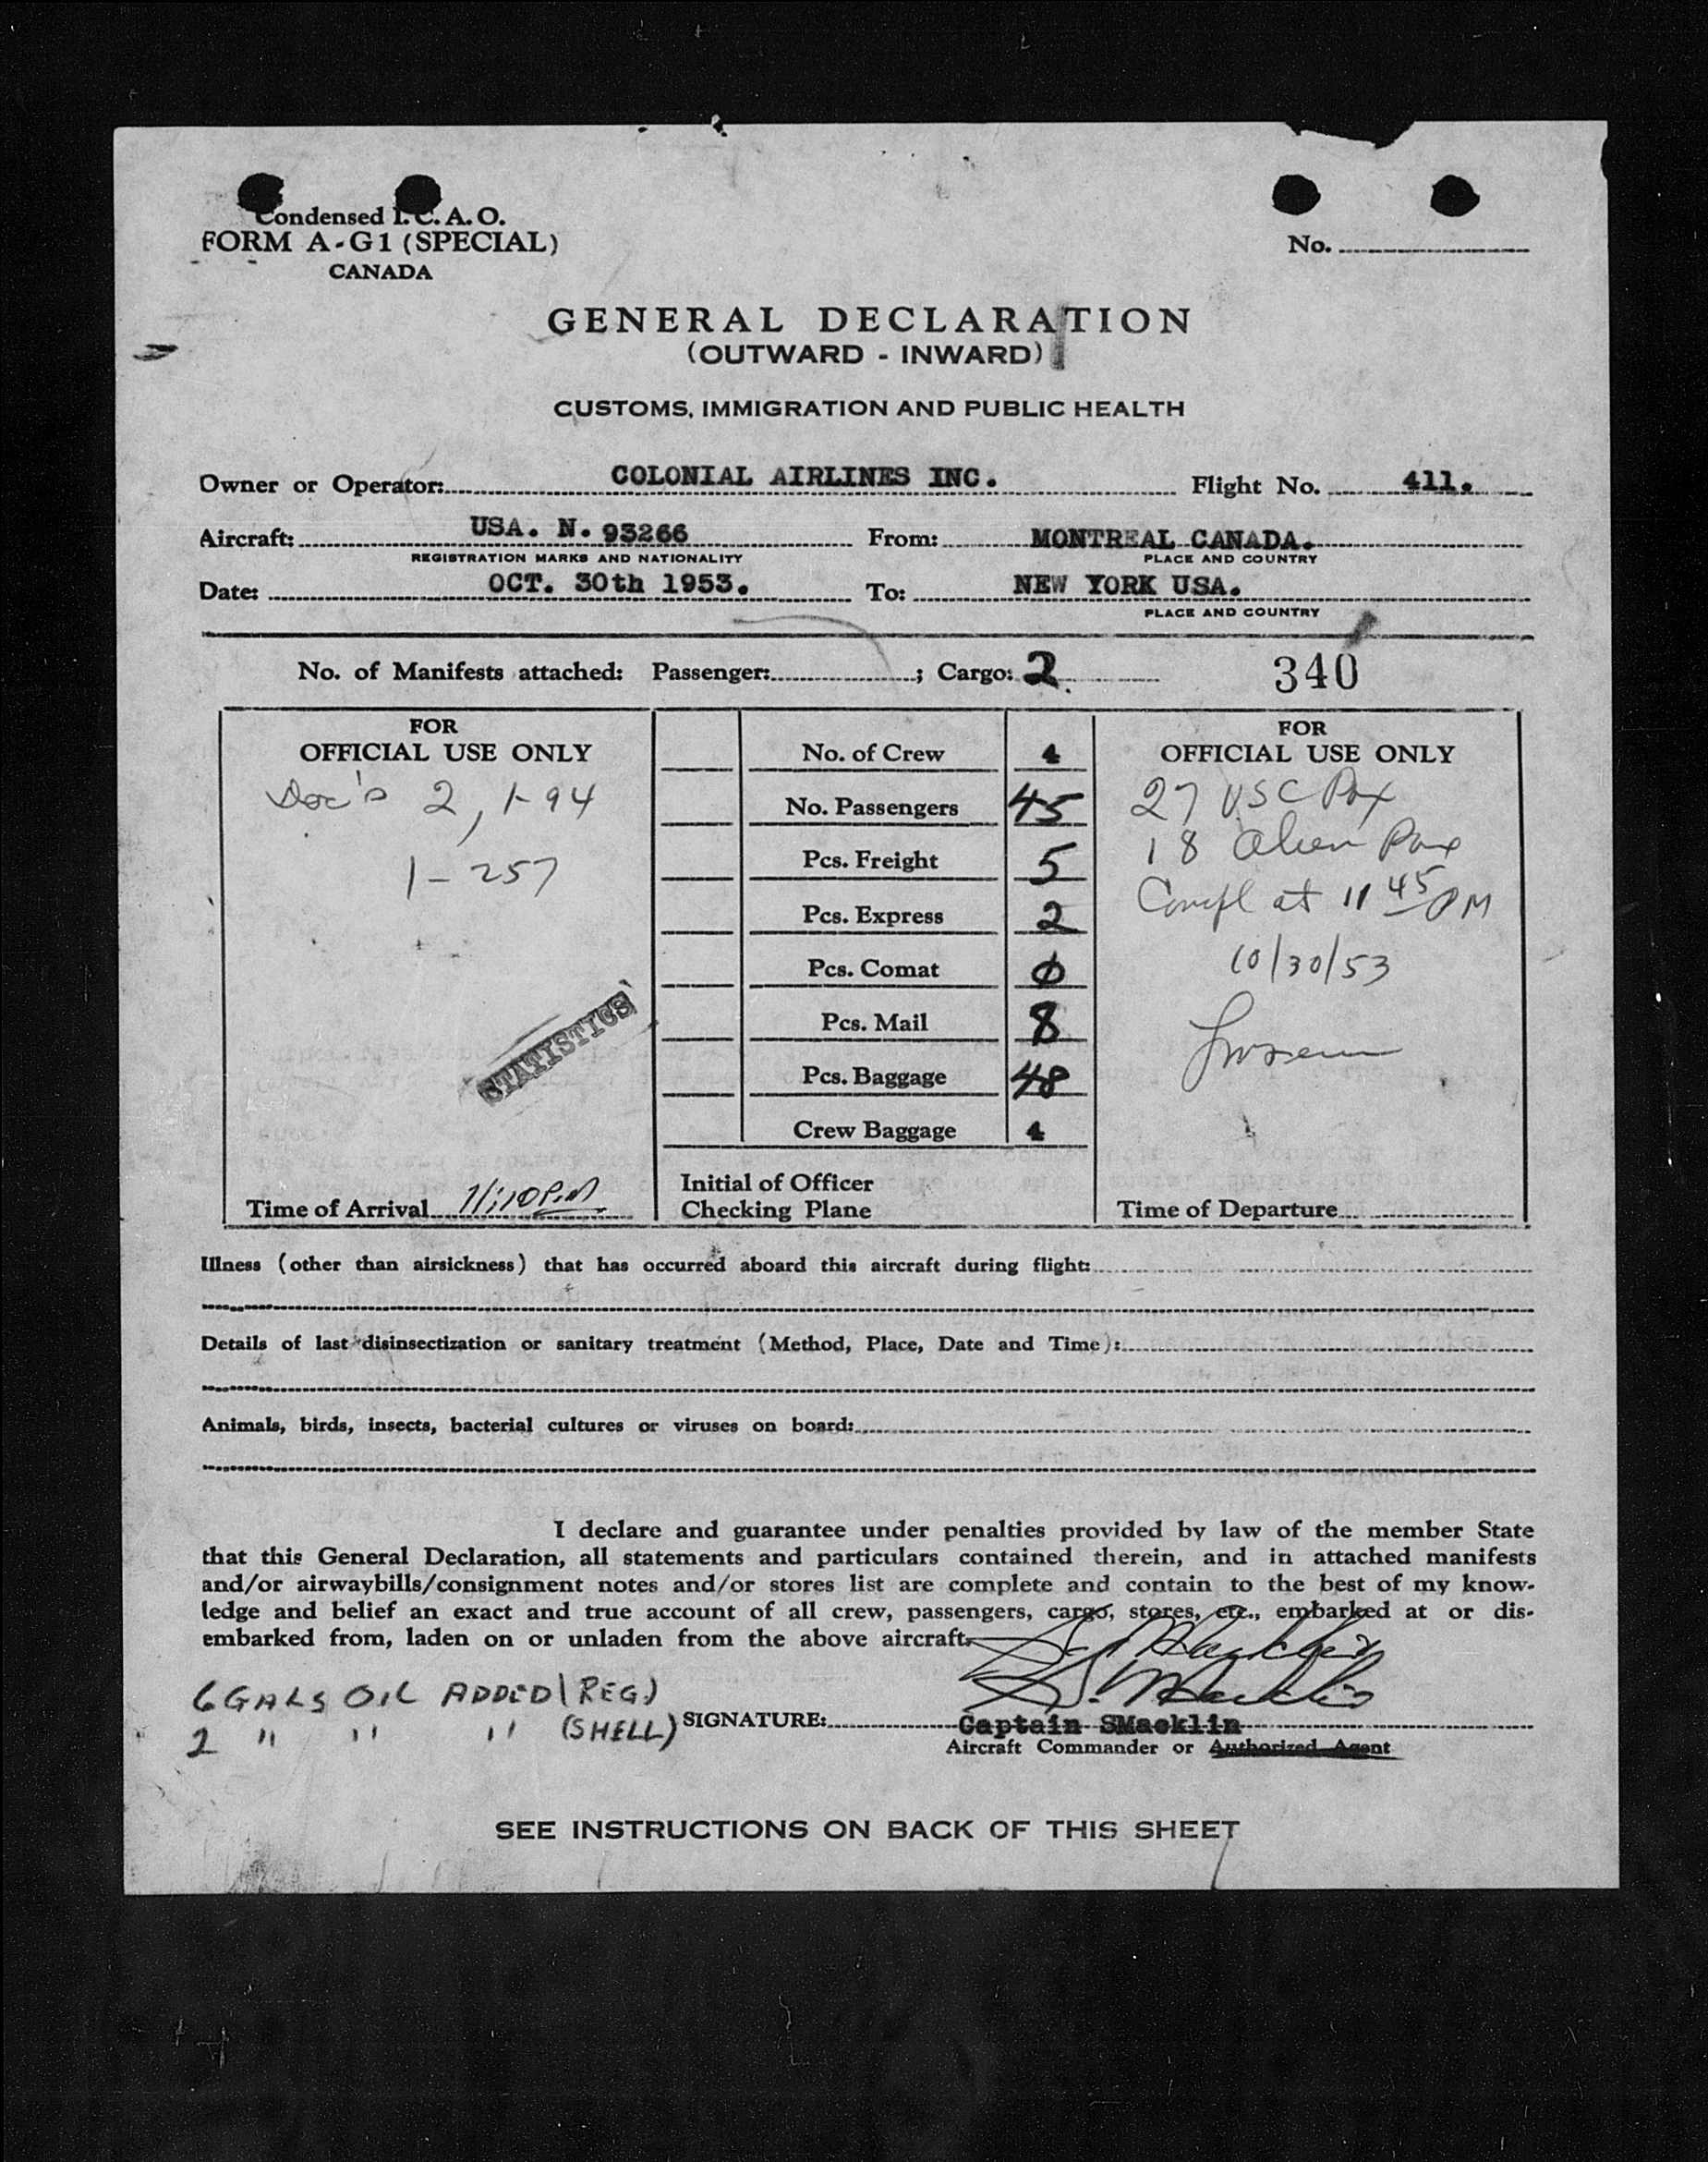 Condensed I. C. A. O.
FORM A-G1 (SPECIAL)
CANADA
No.
GENERAL DECLARATION
(OUTWARD - INWARD)
CUSTOMS, IMMIGRATION AND PUBLIC HEALTH
Owner or Operator: COLONIAL AIRLINES INC. Flight No. 411.
Aircraft: USA. N. 93266 From: MONTREAL CANADA.
REGISTRATION MARKS AND NATIONALITY PLACE AND COUNTRY
Date: OCT. 30th 1953. To: NEW YORK USA.
PLACE AND COUNTRY
No. of Manifests attached: Passenger: ; Cargo: 2 340
FOR
OFFICIAL USE ONLY
Doc's 2, 1-94
1-257
STATISTICS
Time of Arrival 11:10 P.M
No. of Crew 4
No. Passengers 45
Pcs. Freight 5
Pcs. Express 2
Pcs. Comat 0
Pcs. Mail 8
Pcs. Baggage 48
Crew Baggage 4
Initial of Officer
Checking Plane
FOR
OFFICIAL USE ONLY
27 USC Pax
18 Alien Pax
Compl at 11 45 PM
10/30/53
Time of Departure
Illness (other than airsickness) that has occurred aboard this aircraft during flight:
Details of last disinsectization or sanitary treatment (Method, Place, Date and Time):
Animals, birds, insects, bacterial cultures or viruses on board:
I declare and guarantee under penalties provided by law of the member State
that this General Declaration, all statements and particulars contained therein, and in attached manifests
and/or airwaybills/consignment notes and/or stores list are complete and contain to the best of my know-
ledge and belief an exact and true account of all crew, passengers, cargo, stores, etc., embarked at or dis-
embarked from, laden on or unladen from the above aircraft.
6 GALS OIL ADDED (REG.)
2 " " " (SHELL)
S. Macklin
SIGNATURE: Captain SMacklin
Aircraft Commander or Authorized Agent
SEE INSTRUCTIONS ON BACK OF THIS SHEET